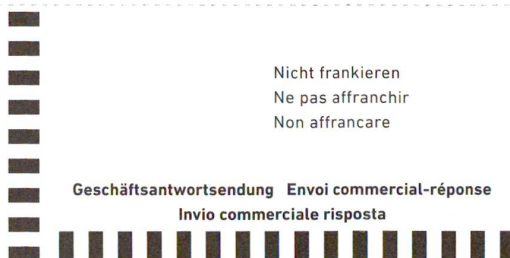 Nicht frankieren
Ne pas affranchir
Non affrancare
Geschäftsantwortsendung Envoi commercial-réponse
Invio commerciale risposta